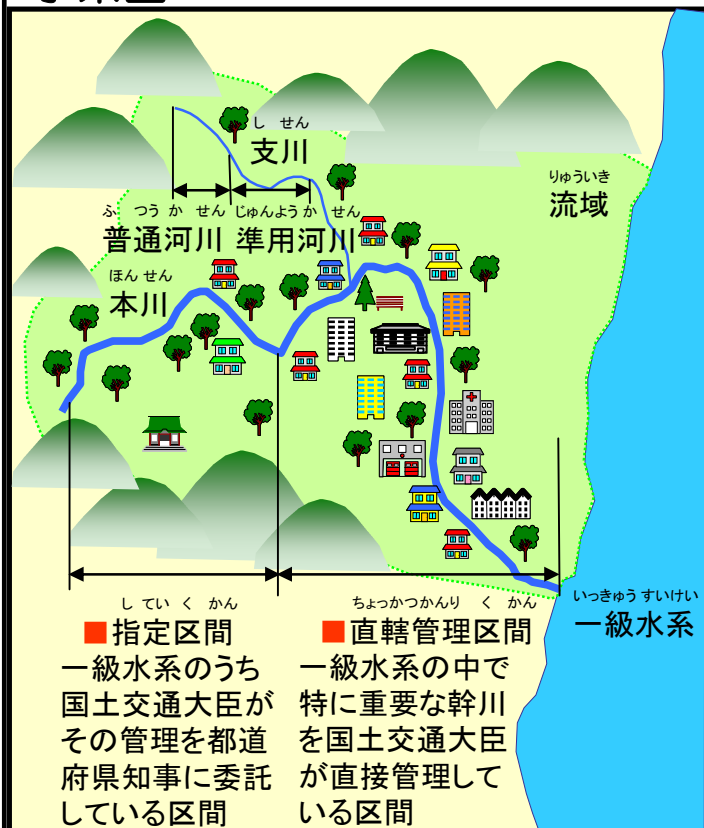 し せん
支川
りゅういき
流域
ふ つう か せん じゅんよう か せん
普通河川 準用河川
ほん せん
本川
いっきゅう すいけい
一級水系
し てい く かん
■指定区間
一級水系のうち
国土交通大臣が
その管理を都道
府県知事に委託
している区間
ちょっかつかんり く かん
■直轄管理区間
一級水系の中で
特に重要な幹川
を国土交通大臣
が直接管理して
いる区間